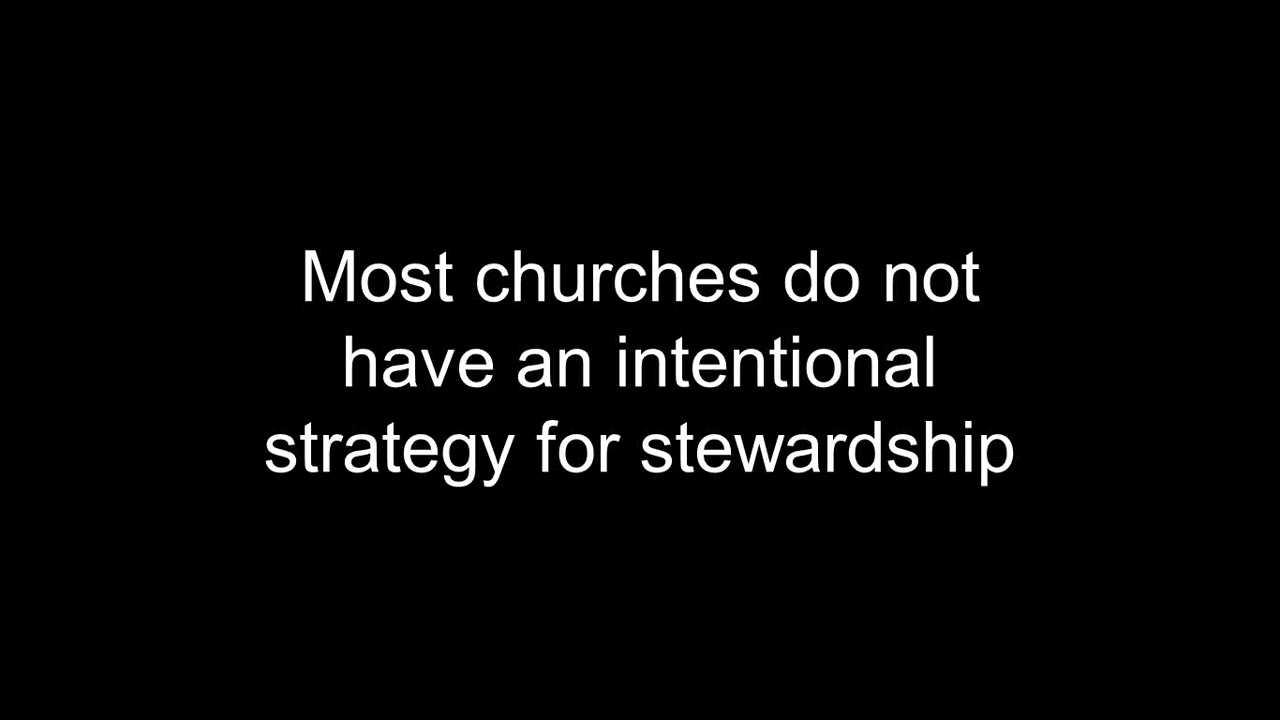 Most churches do not
have an intentional
strategy for stewardship